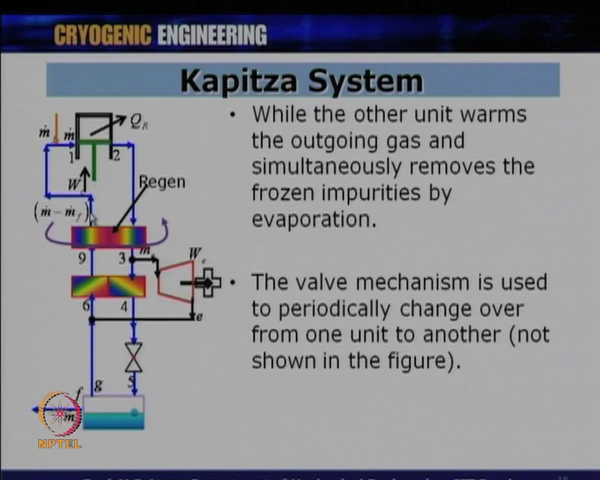 CRYOGENIC ENGINEERING
Kapitza System
• While the other unit warms
the outgoing gas and
simultaneously removes the
frozen impurities by
evaporation.
• The valve mechanism is used
to periodically change over
from one unit to another (not
shown in the figure).
ṁ ṁ Q_R
1 2
W
Regen
(ṁ − ṁ_f)
9 3 W_e
6 4
e
5
f g
NPTEL